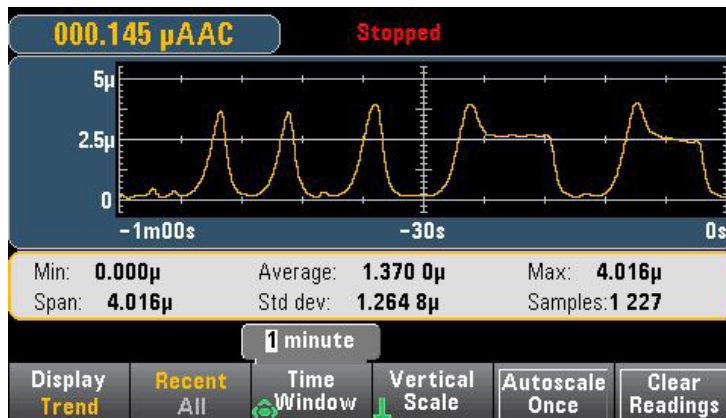 000.145 µAAC Stopped
5µ
2.5µ
0
-1m00s -30s 0s
Min: 0.000µ Average: 1.370 0µ Max: 4.016µ
Span: 4.016µ Std dev: 1.264 8µ Samples:1 227
1 minute
Display Recent Time Vertical Autoscale Clear
Trend All Window Scale Once Readings